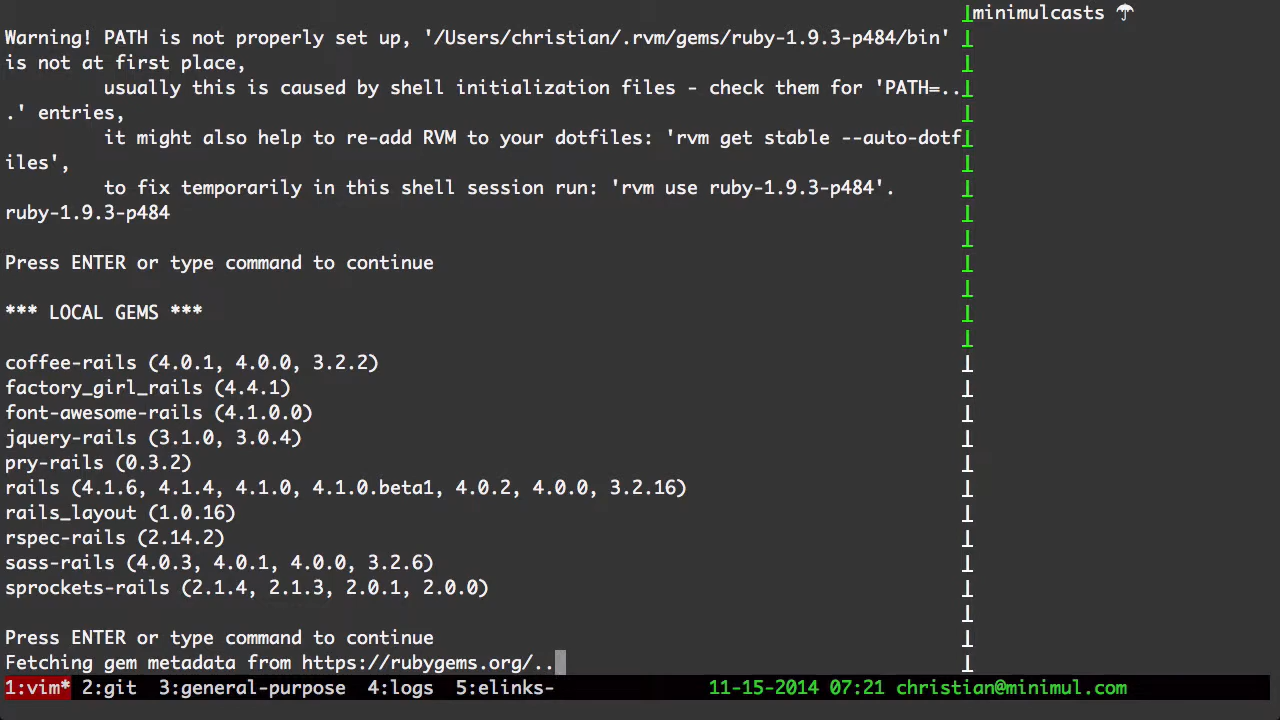 minimulcasts ☂
Warning! PATH is not properly set up, '/Users/christian/.rvm/gems/ruby-1.9.3-p484/bin'
is not at first place,
usually this is caused by shell initialization files - check them for 'PATH=..
.' entries,
it might also help to re-add RVM to your dotfiles: 'rvm get stable --auto-dotf
iles',
to fix temporarily in this shell session run: 'rvm use ruby-1.9.3-p484'.
ruby-1.9.3-p484
Press ENTER or type command to continue
*** LOCAL GEMS ***
coffee-rails (4.0.1, 4.0.0, 3.2.2)
factory_girl_rails (4.4.1)
font-awesome-rails (4.1.0.0)
jquery-rails (3.1.0, 3.0.4)
pry-rails (0.3.2)
rails (4.1.6, 4.1.4, 4.1.0, 4.1.0.beta1, 4.0.2, 4.0.0, 3.2.16)
rails_layout (1.0.16)
rspec-rails (2.14.2)
sass-rails (4.0.3, 4.0.1, 4.0.0, 3.2.6)
sprockets-rails (2.1.4, 2.1.3, 2.0.1, 2.0.0)
Press ENTER or type command to continue
Fetching gem metadata from https://rubygems.org/..
1:vim* 2:git 3:general-purpose 4:logs 5:elinks- 11-15-2014 07:21 christian@minimul.com